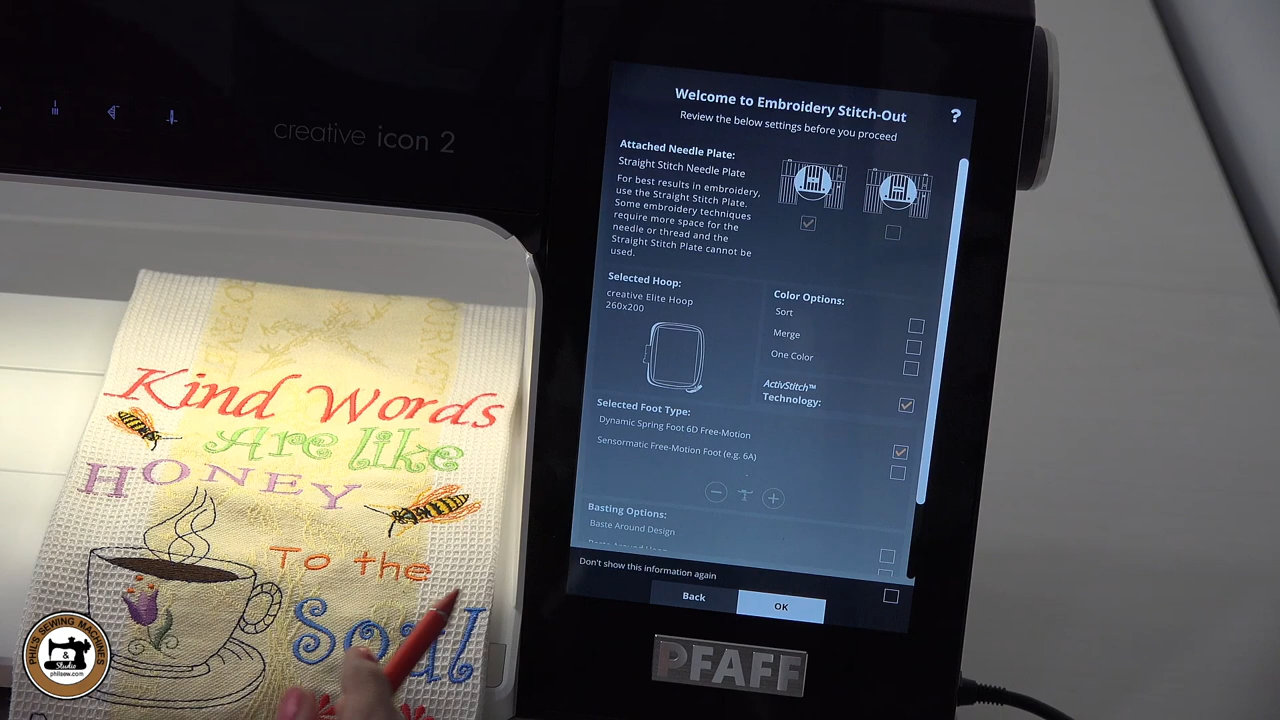 creative icon 2
Welcome to Embroidery Stitch-Out
?
Review the below settings before you proceed
Attached Needle Plate:
Straight Stitch Needle Plate
For best results in embroidery,
use the Straight Stitch Plate.
Some embroidery techniques
require more space for the
needle or thread and the
Straight Stitch Plate cannot be
used.
Selected Hoop:
creative Elite Hoop
260x200
Color Options:
Sort
Merge
One Color
ActivStitch™
Technology:
Selected Foot Type:
Dynamic Spring Foot 6D Free-Motion
Sensormatic Free-Motion Foot (e.g. 6A)
Basting Options:
Baste Around Design
Don't show this information again
Back
OK
PFAFF
Kind Words
Are like
HONEY
To the
Soul
PHIL'S SEWING MACHINES
& Studio
philsew.com